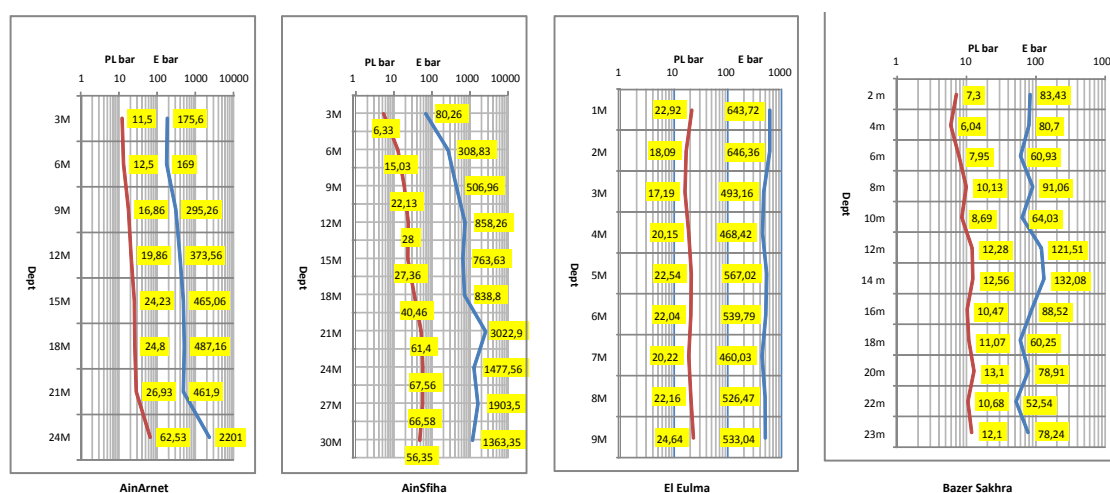 PL bar E bar
1 10 100 1000 10000
3M 11,5 175,6
6M 12,5 169
9M 16,86 295,26
12M 19,86 373,56
15M 24,23 465,06
18M 24,8 487,16
21M 26,93 461,9
24M 62,53 2201
Dept
AinArnet
PL bar E bar
1 10 100 1000 10000
3M 6,33 80,26
6M 15,03 308,83
9M 22,13 506,96
12M 28 858,26
15M 27,36 763,63
18M 40,46 838,8
21M 61,4 3022,9
24M 67,56 1477,56
27M 66,58 1903,5
30M 56,35 1363,35
Dept
AinSfiha
PL bar E bar
1 10 100 1000
1M 22,92 643,72
2M 18,09 646,36
3M 17,19 493,16
4M 20,15 468,42
5M 22,54 567,02
6M 22,04 539,79
7M 20,22 460,03
8M 22,16 526,47
9M 24,64 533,04
Dept
El Eulma
PL bar E bar
1 10 100
2 m 7,3 83,43
4m 6,04 80,7
6m 7,95 60,93
8m 10,13 91,06
10m 8,69 64,03
12m 12,28 121,51
14 m 12,56 132,08
16m 10,47 88,52
18m 11,07 60,25
20m 13,1 78,91
22m 10,68 52,54
23m 12,1 78,24
Dept
Bazer Sakhra